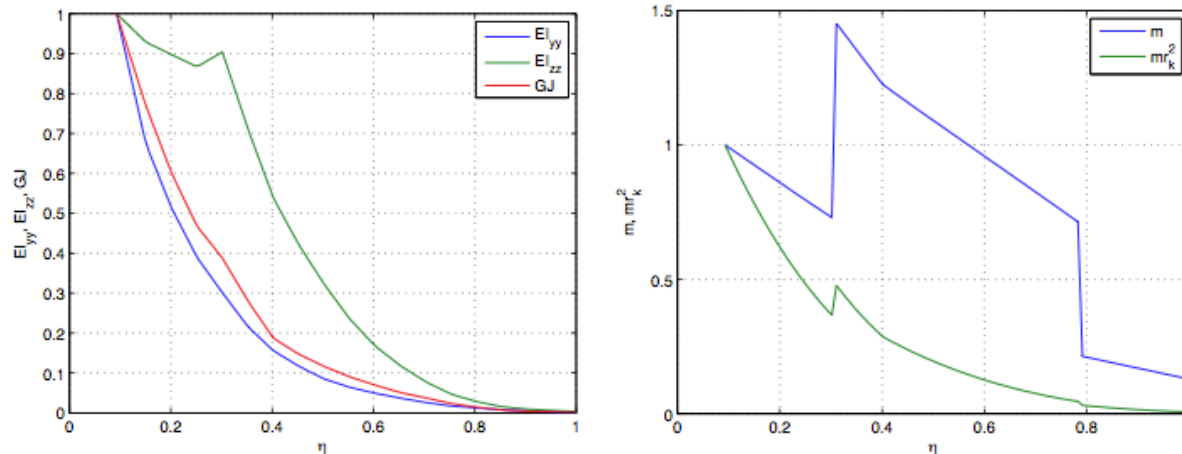 1
0.9
0.8
0.7
0.6
0.5
0.4
0.3
0.2
0.1
0
EI_yy, EI_zz, GJ
EI_yy
EI_zz
GJ
0 0.2 0.4 0.6 0.8 1
η
1.5
1
0.5
0
m, mr_k^2
m
mr_k^2
0 0.2 0.4 0.6 0.8
η